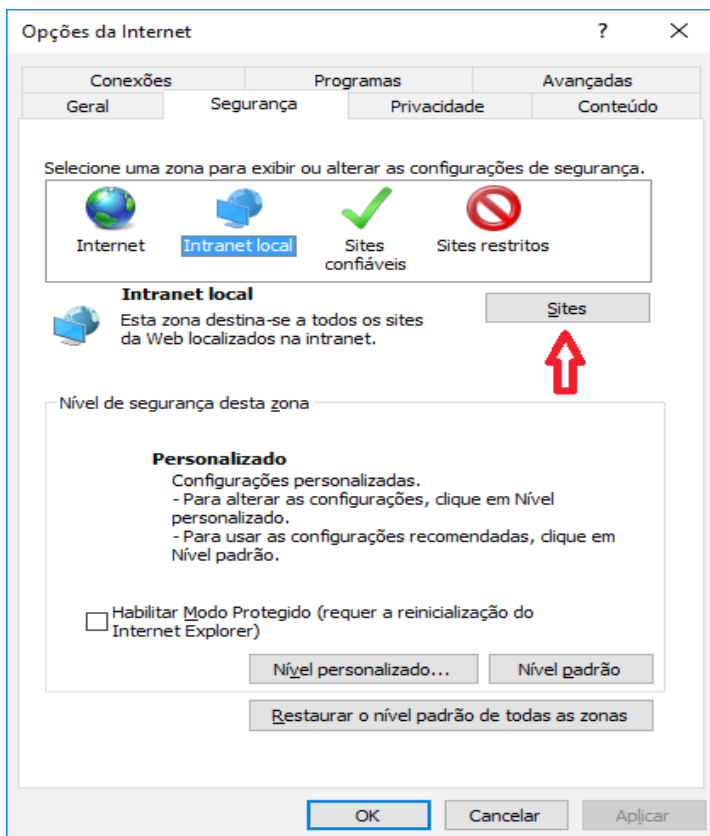 Opções da Internet
?
Conexões
Programas
Avançadas
Geral
Segurança
Privacidade
Conteúdo
Selecione uma zona para exibir ou alterar as configurações de segurança.
Internet
Intranet local
Sites
confiáveis
Sites restritos
Intranet local
Esta zona destina-se a todos os sites
da Web localizados na intranet.
Sites
Nível de segurança desta zona
Personalizado
Configurações personalizadas.
- Para alterar as configurações, clique em Nível
personalizado.
- Para usar as configurações recomendadas, clique em
Nível padrão.
Habilitar Modo Protegido (requer a reinicialização do
Internet Explorer)
Nível personalizado...
Nível padrão
Restaurar o nível padrão de todas as zonas
OK
Cancelar
Aplicar